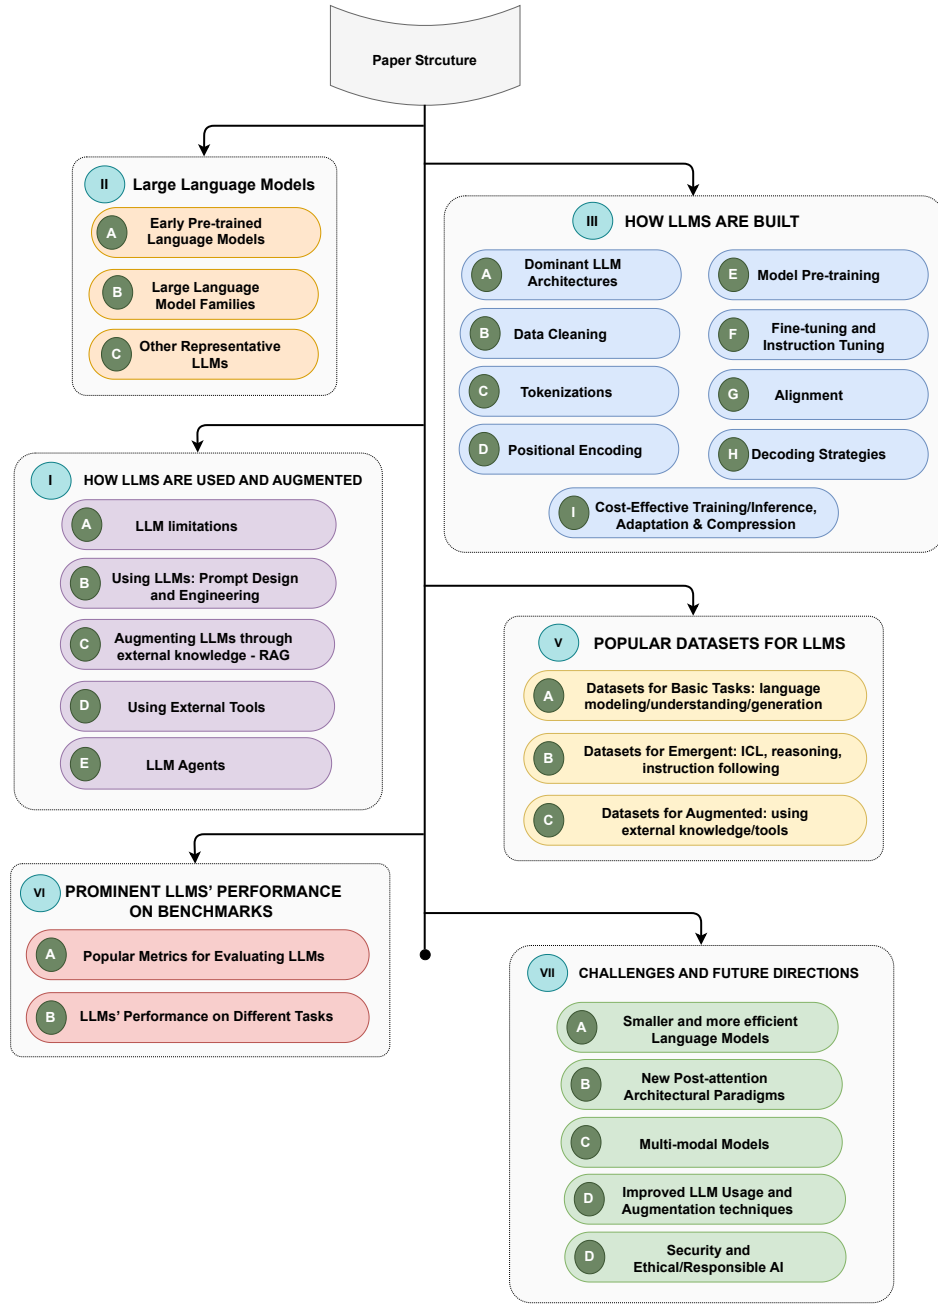 Paper Strcuture
II
Large Language Models
A
Early Pre-trained
Language Models
B
Large Language
Model Families
C
Other Representative
LLMs
III
HOW LLMS ARE BUILT
A
Dominant LLM
Architectures
B
Data Cleaning
C
Tokenizations
D
Positional Encoding
E
Model Pre-training
F
Fine-tuning and
Instruction Tuning
G
Alignment
H
Decoding Strategies
I
Cost-Effective Training/Inference,
Adaptation & Compression
I
HOW LLMS ARE USED AND AUGMENTED
A
LLM limitations
B
Using LLMs: Prompt Design
and Engineering
C
Augmenting LLMs through
external knowledge - RAG
D
Using External Tools
E
LLM Agents
V
POPULAR DATASETS FOR LLMS
A
Datasets for Basic Tasks: language
modeling/understanding/generation
B
Datasets for Emergent: ICL, reasoning,
instruction following
C
Datasets for Augmented: using
external knowledge/tools
VI
PROMINENT LLMS’ PERFORMANCE
ON BENCHMARKS
A
Popular Metrics for Evaluating LLMs
B
LLMs’ Performance on Different Tasks
VII
CHALLENGES AND FUTURE DIRECTIONS
A
Smaller and more efficient
Language Models
B
New Post-attention
Architectural Paradigms
C
Multi-modal Models
D
Improved LLM Usage and
Augmentation techniques
D
Security and
Ethical/Responsible AI